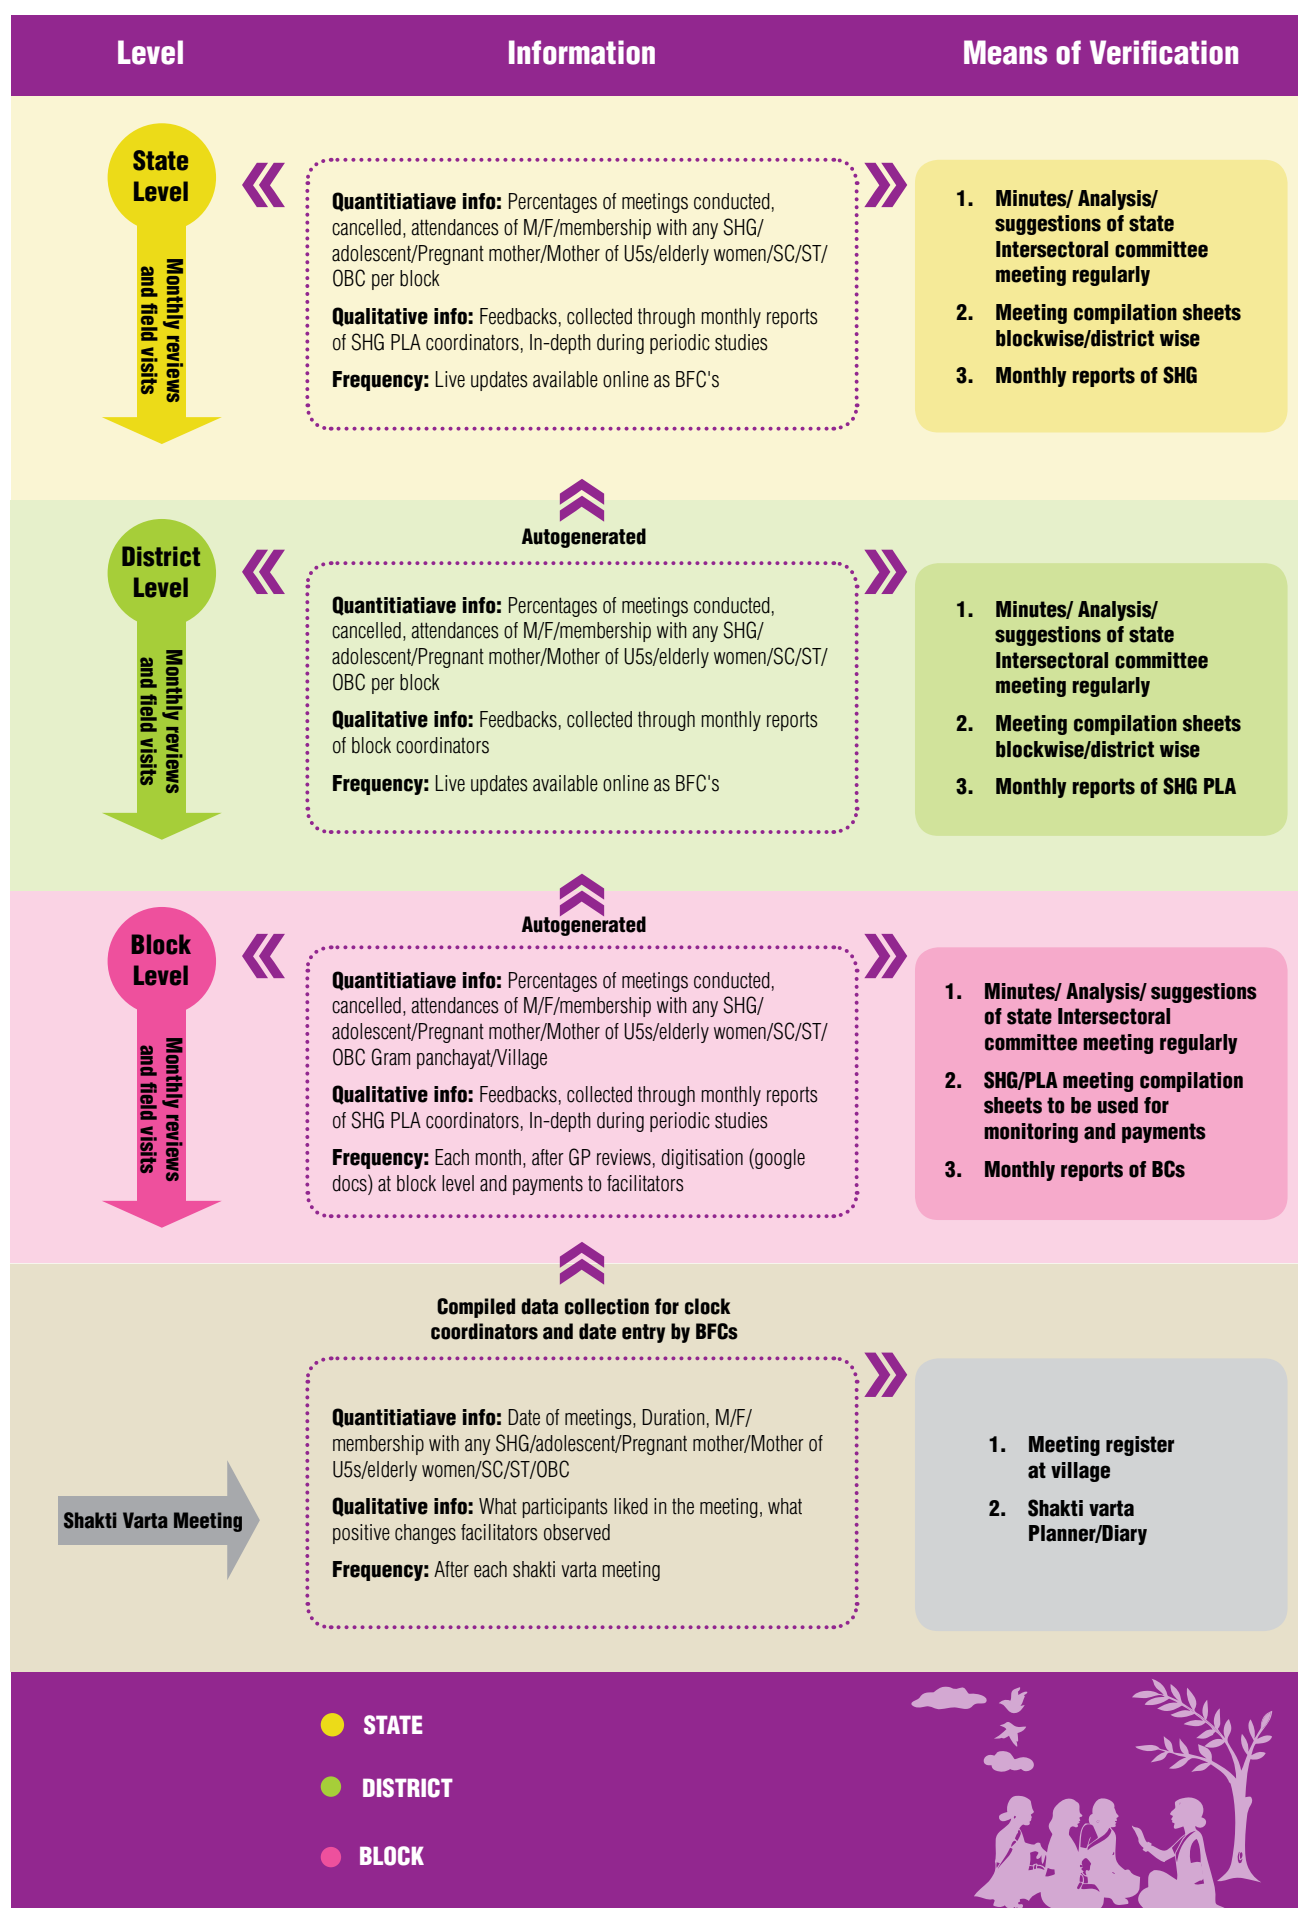 Level
Information
Means of Verification
State
Level
Monthly reviews
and field visits
Quantitiatiave info: Percentages of meetings conducted,
cancelled, attendances of M/F/membership with any SHG/
adolescent/Pregnant mother/Mother of U5s/elderly women/SC/ST/
OBC per block
Qualitative info: Feedbacks, collected through monthly reports
of SHG PLA coordinators, In-depth during periodic studies
Frequency: Live updates available online as BFC's
1. Minutes/ Analysis/
suggestions of state
Intersectoral committee
meeting regularly
2. Meeting compilation sheets
blockwise/district wise
3. Monthly reports of SHG
Autogenerated
District
Level
Monthly reviews
and field visits
Quantitiatiave info: Percentages of meetings conducted,
cancelled, attendances of M/F/membership with any SHG/
adolescent/Pregnant mother/Mother of U5s/elderly women/SC/ST/
OBC per block
Qualitative info: Feedbacks, collected through monthly reports
of block coordinators
Frequency: Live updates available online as BFC's
1. Minutes/ Analysis/
suggestions of state
Intersectoral committee
meeting regularly
2. Meeting compilation sheets
blockwise/district wise
3. Monthly reports of SHG PLA
Autogenerated
Block
Level
Monthly reviews
and field visits
Quantitiatiave info: Percentages of meetings conducted,
cancelled, attendances of M/F/membership with any SHG/
adolescent/Pregnant mother/Mother of U5s/elderly women/SC/ST/
OBC Gram panchayat/Village
Qualitative info: Feedbacks, collected through monthly reports
of SHG PLA coordinators, In-depth during periodic studies
Frequency: Each month, after GP reviews, digitisation (google
docs) at block level and payments to facilitators
1. Minutes/ Analysis/ suggestions
of state Intersectoral
committee meeting regularly
2. SHG/PLA meeting compilation
sheets to be used for
monitoring and payments
3. Monthly reports of BCs
Compiled data collection for clock
coordinators and date entry by BFCs
Shakti Varta Meeting
Quantitiatiave info: Date of meetings, Duration, M/F/
membership with any SHG/adolescent/Pregnant mother/Mother of
U5s/elderly women/SC/ST/OBC
Qualitative info: What participants liked in the meeting, what
positive changes facilitators observed
Frequency: After each shakti varta meeting
1. Meeting register
at village
2. Shakti varta
Planner/Diary
STATE
DISTRICT
BLOCK